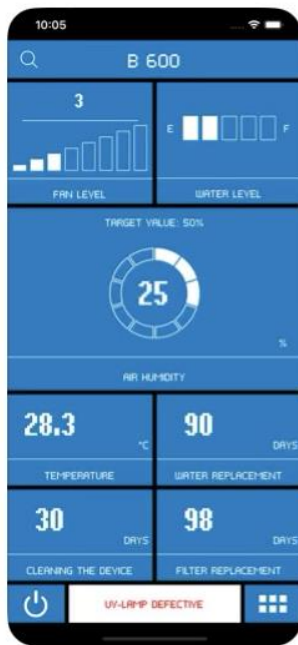 10:05
B 600
3
FAN LEVEL
E F
WATER LEVEL
TARGET VALUE: 50%
25
%
AIR HUMIDITY
28.3
°C
TEMPERATURE
90
DAYS
WATER REPLACEMENT
30
DAYS
CLEANING THE DEVICE
98
DAYS
FILTER REPLACEMENT
UV-LAMP DEFECTIVE